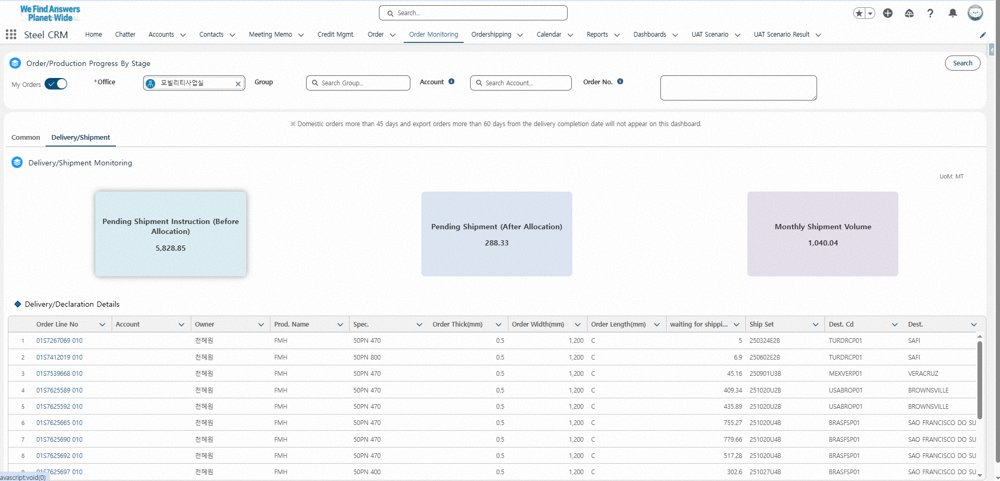 We Find Answers
Planet Wide
Search...
Steel CRM
Home
Chatter
Accounts
Contacts
Meeting Memo
Credit Mgmt.
Order
Order Monitoring
Ordershipping
Calendar
Reports
Dashboards
UAT Scenario
UAT Scenario Result
Order/Production Progress By Stage
Search
My Orders
*Office
모빌리티사업실
Group
Search Group...
Account
Search Account...
Order No.
※ Domestic orders more than 45 days and export orders more than 60 days from the delivery completion date will not appear on this dashboard.
Common
Delivery/Shipment
Delivery/Shipment Monitoring
UoM: MT
Pending Shipment Instruction (Before
Allocation)
5,828.85
Pending Shipment (After Allocation)
288.33
Monthly Shipment Volume
1,040.04
Delivery/Declaration Details
Order Line No Account Owner Prod. Name Spec. Order Thick(mm) Order Width(mm) Order Length(mm) waiting for shippi... Ship Set Dest. Cd Dest.
1 01S7267069 010 천혜원 FMH 50PN 470 0.5 1,200 C 5 250324E2B TURDRCP01 SAFI
2 01S7412019 010 천혜원 FMH 50PN 800 0.5 1,200 C 6.9 250602E2B TURDRCP01 SAFI
3 01S7539668 010 천혜원 FMH 50PN 470 0.5 1,200 C 45.16 250901U3B MEXVERP01 VERACRUZ
4 01S7625589 010 천혜원 FMH 50PN 470 0.5 1,200 C 409.34 251020U2B USABROP01 BROWNSVILLE
5 01S7625592 010 천혜원 FMH 50PN 470 0.5 1,200 C 435.89 251020U2B USABROP01 BROWNSVILLE
6 01S7625665 010 천혜원 FMH 50PN 470 0.5 1,200 C 755.27 251020U4B BRASFSP01 SAO FRANCISCO DO SU
7 01S7625690 010 천혜원 FMH 50PN 470 0.5 1,200 C 779.66 251020U4B BRASFSP01 SAO FRANCISCO DO SU
8 01S7625692 010 천혜원 FMH 50PN 470 0.5 1,200 C 517.28 251020U4B BRASFSP01 SAO FRANCISCO DO SU
9 01S7625697 010 천혜원 FMH 50PN 400 0.5 1,200 C 302.6 251027U4B BRASFSP01 SAO FRANCISCO DO SU
avascript:void(0)